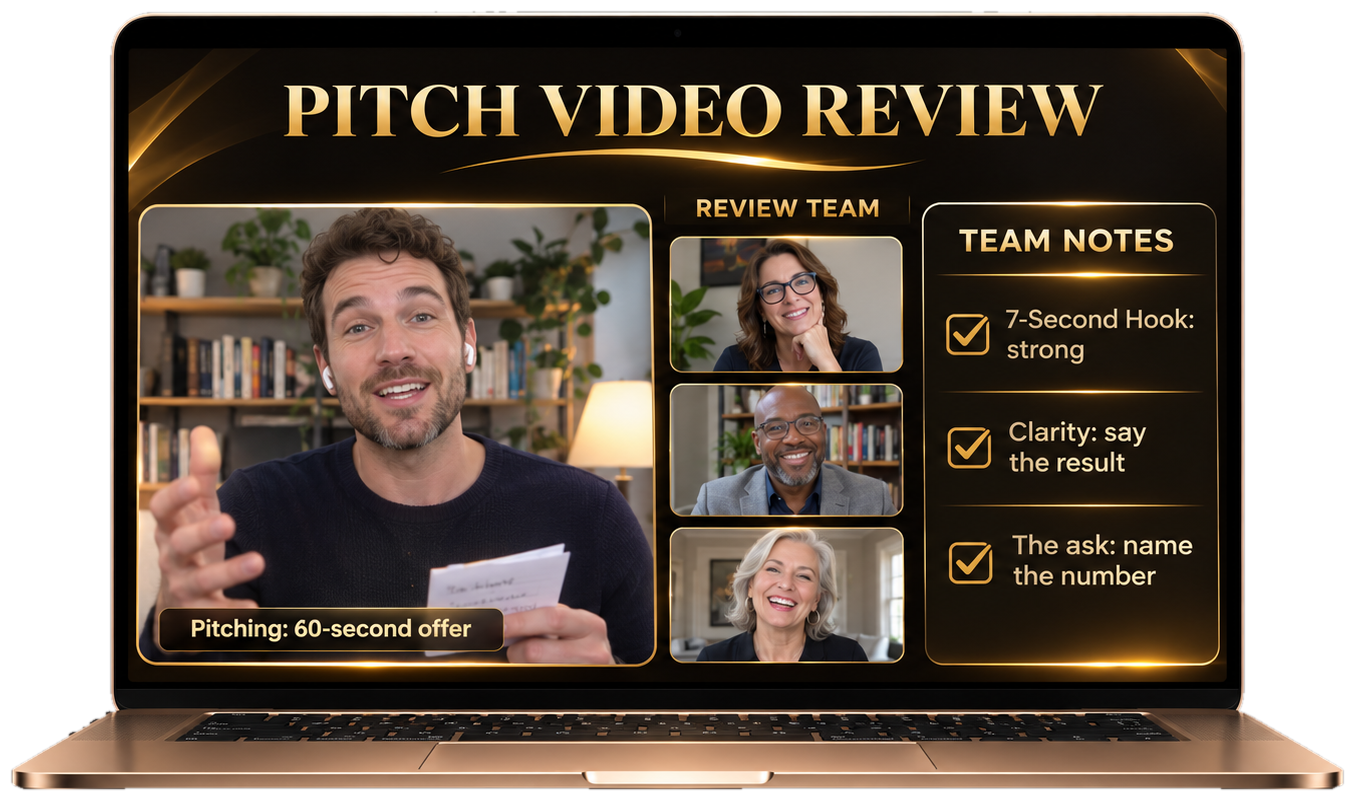 PITCH VIDEO REVIEW
REVIEW TEAM
TEAM NOTES
7-Second Hook:
strong
Clarity: say
the result
The ask: name
the number
Pitching: 60-second offer